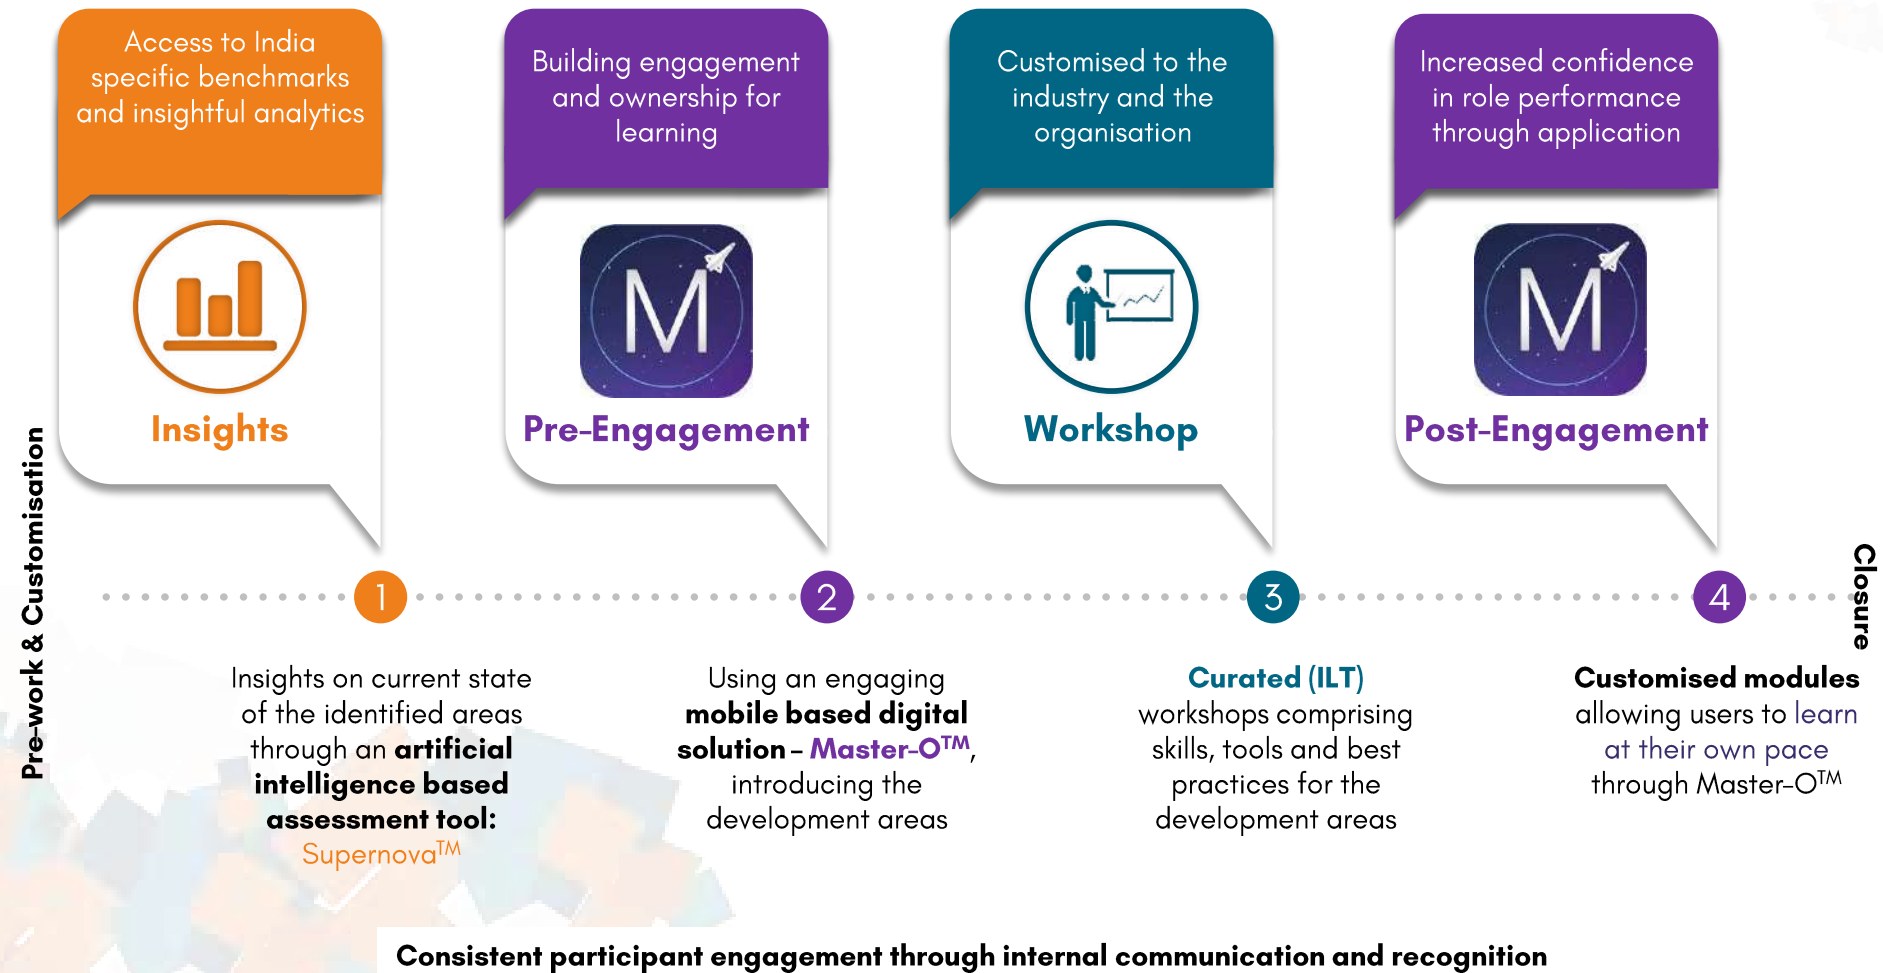 Access to India
specific benchmarks
and insightful analytics
Insights
Building engagement
and ownership for
learning
M
Pre-Engagement
Customised to the
industry and the
organisation
Workshop
Increased confidence
in role performance
through application
M
Post-Engagement
Pre-work & Customisation
1
2
3
4
Closure
Insights on current state
of the identified areas
through an artificial
intelligence based
assessment tool:
Supernova™
Using an engaging
mobile based digital
solution – Master-O™,
introducing the
development areas
Curated (ILT)
workshops comprising
skills, tools and best
practices for the
development areas
Customised modules
allowing users to learn
at their own pace
through Master-O™
Consistent participant engagement through internal communication and recognition